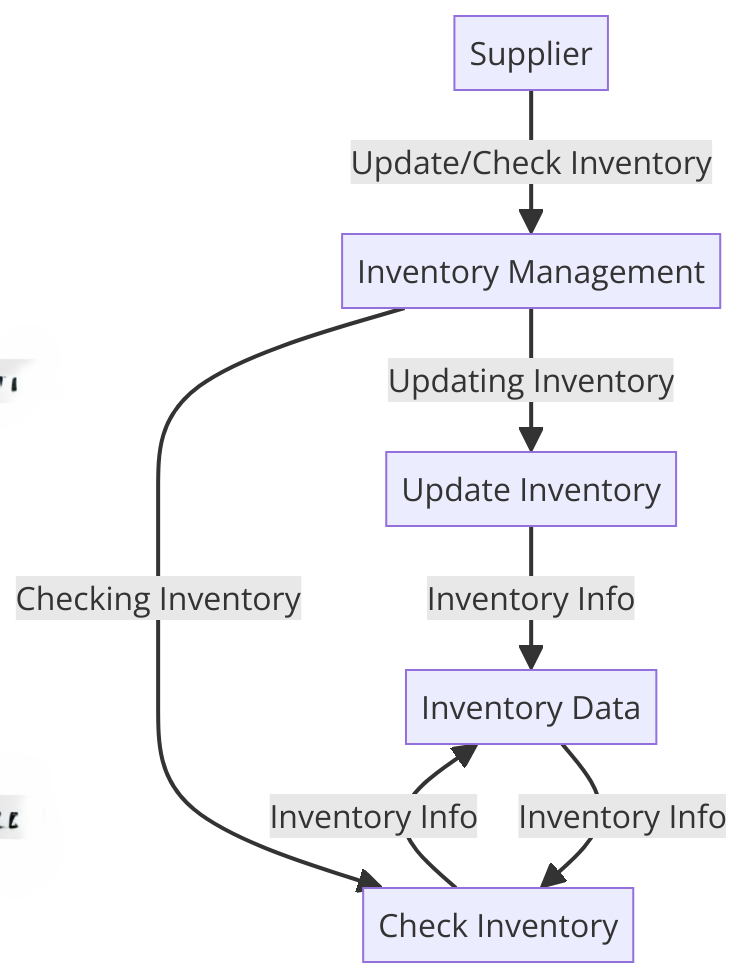 Supplier
Update/Check Inventory
Inventory Management
Updating Inventory
Update Inventory
Checking Inventory
Inventory Info
Inventory Data
Inventory Info
Inventory Info
Check Inventory